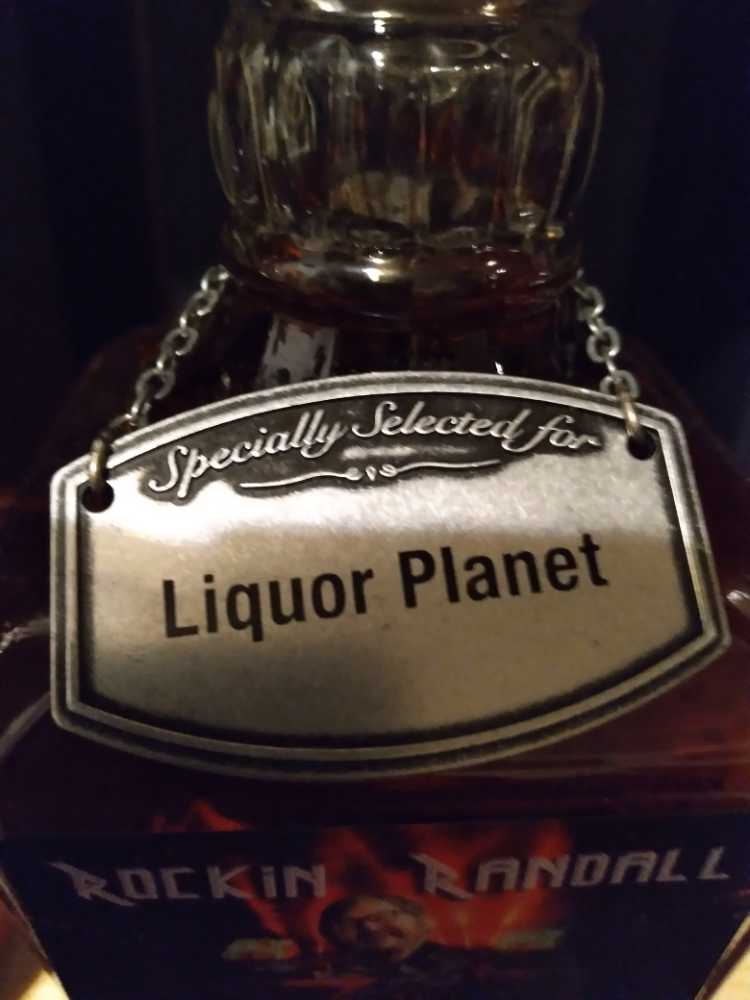 Specially Selected for
Liquor Planet
ROCKiN RANDALL